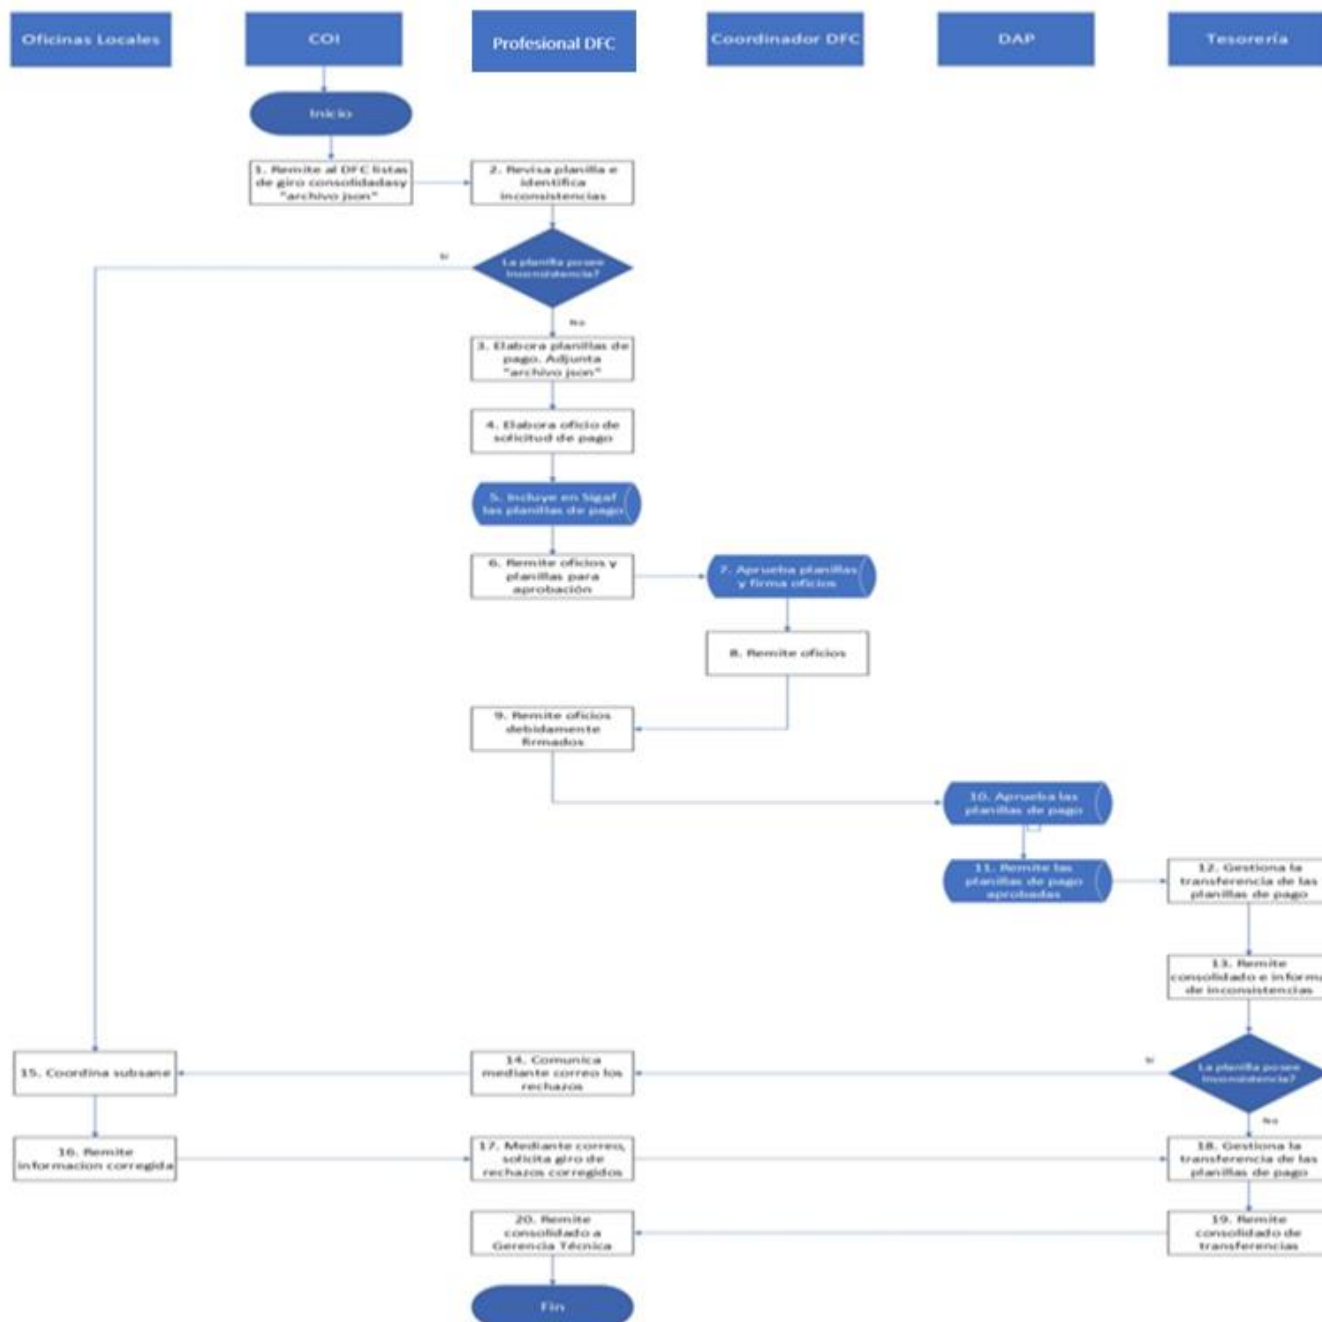 Oficinas Locales
COI
Profesional DFC
Coordinador DFC
DAP
Tesorería
Inicio
1. Remite al DFC listas
de giro consolidadasy
"archivo json"
2. Revisa planilla e
identifica
inconsistencias
La planilla posee
inconsistencia?
Si
No
3. Elabora planillas de
pago. Adjunta
"archivo json"
4. Elabora oficio de
solicitud de pago
5. Incluye en Sigaf
las planillas de pago
6. Remite oficios y
planillas para
aprobación
7. Aprueba planillas
y firma oficios
8. Remite oficios
9. Remite oficios
debidamente
firmados
10. Aprueba las
planillas de pago
11. Remite las
planillas de pago
aprobadas
12. Gestiona la
transferencia de las
planillas de pago
13. Remite
consolidado e informa
de inconsistencias
La planilla posee
inconsistencia?
Si
No
14. Comunica
mediante correo los
rechazos
15. Coordina subsane
16. Remite
informacion corregida
17. Mediante correo,
solicita giro de
rechazos corregidos
18. Gestiona la
transferencia de las
planillas de pago
19. Remite
consolidado de
transferencias
20. Remite
consolidado a
Gerencia Técnica
Fin